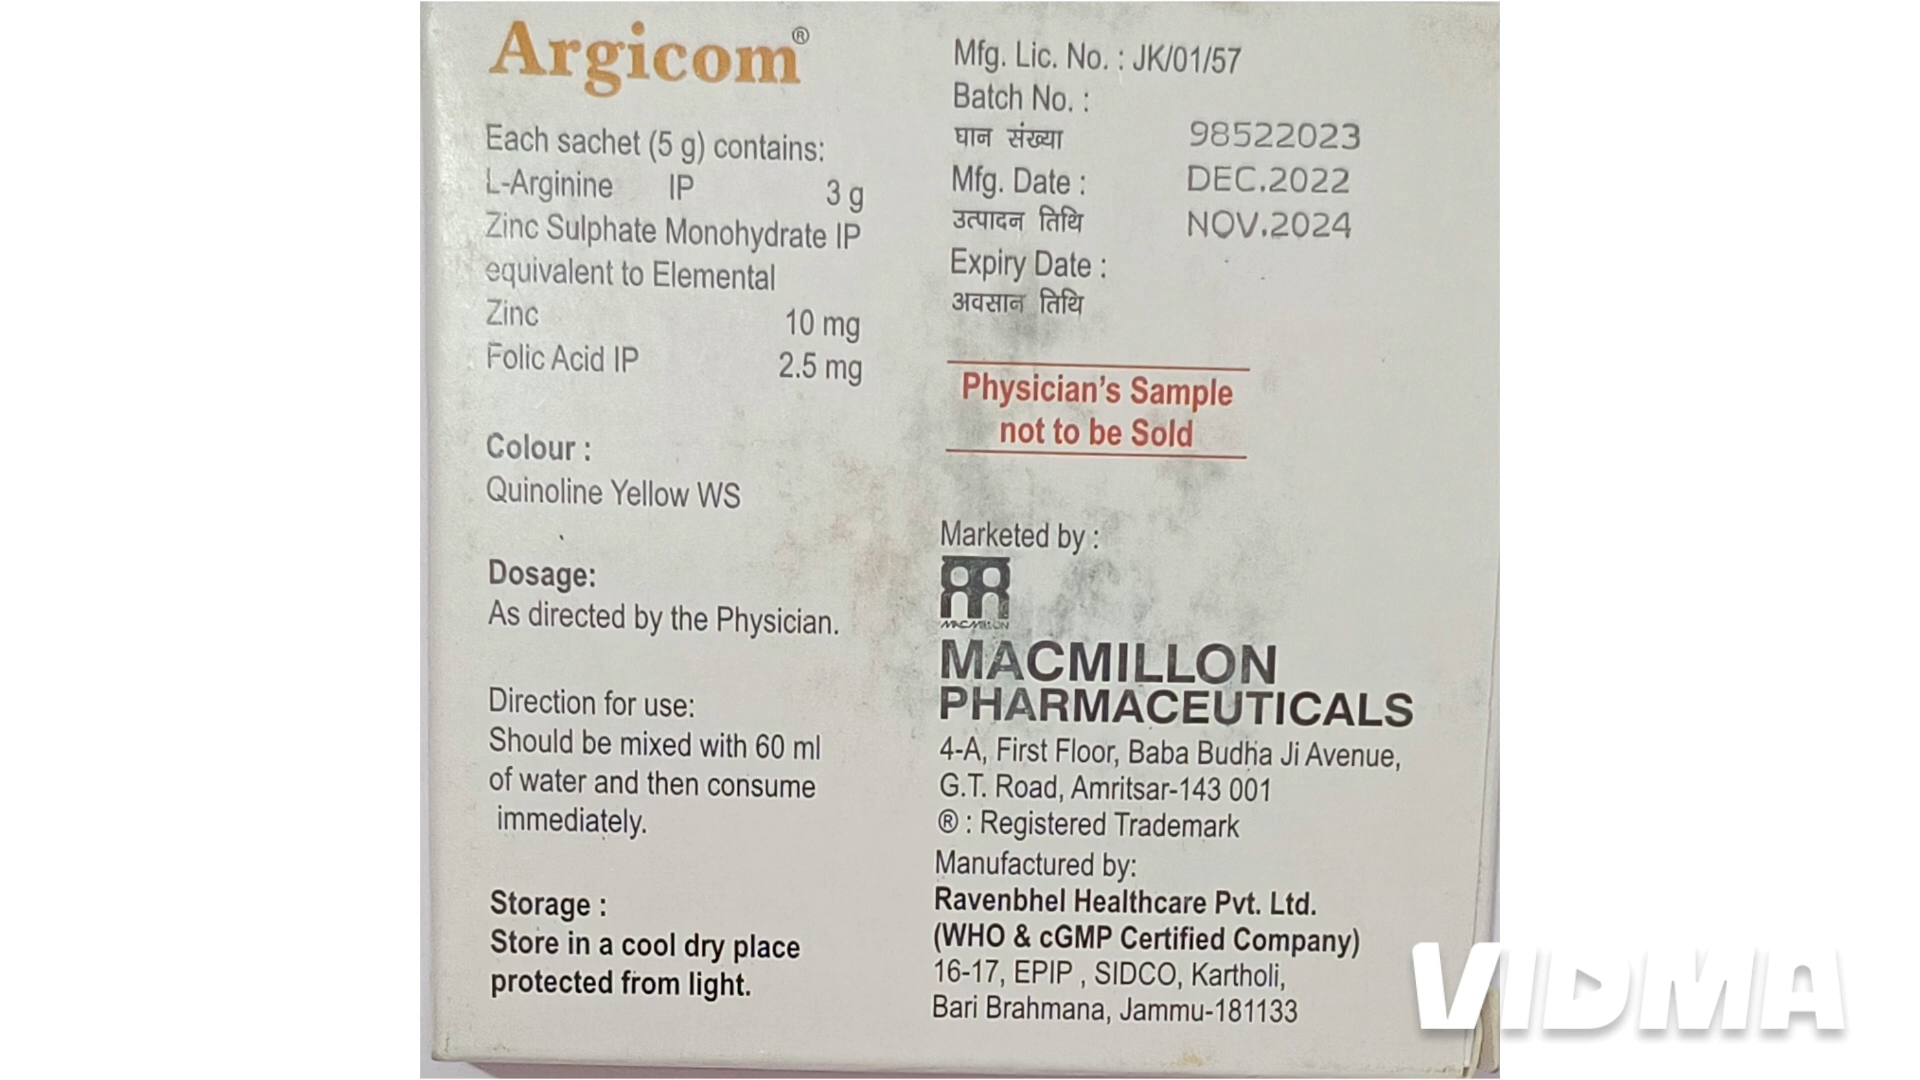 Argicom®
Each sachet (5 g) contains:
L-Arginine IP 3 g
Zinc Sulphate Monohydrate IP
equivalent to Elemental
Zinc 10 mg
Folic Acid IP 2.5 mg
Colour :
Quinoline Yellow WS
Dosage:
As directed by the Physician.
Direction for use:
Should be mixed with 60 ml
of water and then consume
immediately.
Storage :
Store in a cool dry place
protected from light.
Mfg. Lic. No. : JK/01/57
Batch No. :
घान संख्या 98522023
Mfg. Date : DEC.2022
उत्पादन तिथि NOV.2024
Expiry Date :
अवसान तिथि
Physician's Sample
not to be Sold
Marketed by :
MACMILLON
MACMILLON
PHARMACEUTICALS
4-A, First Floor, Baba Budha Ji Avenue,
G.T. Road, Amritsar-143 001
® : Registered Trademark
Manufactured by:
Ravenbhel Healthcare Pvt. Ltd.
(WHO & cGMP Certified Company)
16-17, EPIP , SIDCO, Kartholi,
Bari Brahmana, Jammu-181133
VIDMA